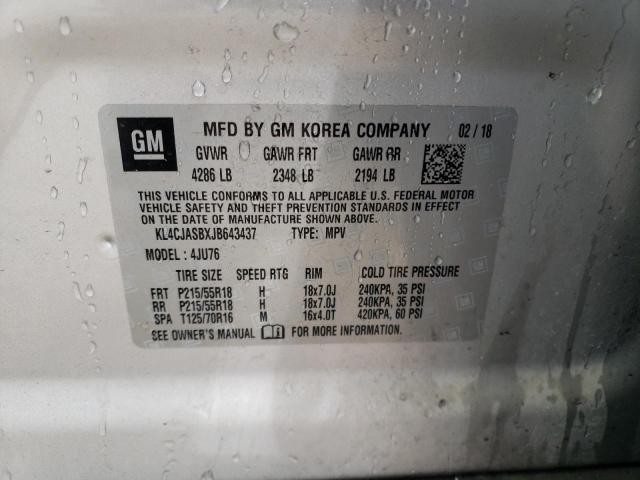 GM MFD BY GM KOREA COMPANY 02 / 18
GVWR GAWR FRT GAWR RR
4286 LB 2348 LB 2194 LB
THIS VEHICLE CONFORMS TO ALL APPLICABLE U.S. FEDERAL MOTOR
VEHICLE SAFETY AND THEFT PREVENTION STANDARDS IN EFFECT
ON THE DATE OF MANUFACTURE SHOWN ABOVE.
KL4CJASBXJB643437 TYPE: MPV
MODEL : 4JU76
TIRE SIZE SPEED RTG RIM COLD TIRE PRESSURE
FRT P215/55R18 H 18x7.0J 240KPA, 35 PSI
RR P215/55R18 H 18x7.0J 240KPA, 35 PSI
SPA T125/70R16 M 16x4.0T 420KPA, 60 PSI
SEE OWNER'S MANUAL FOR MORE INFORMATION.